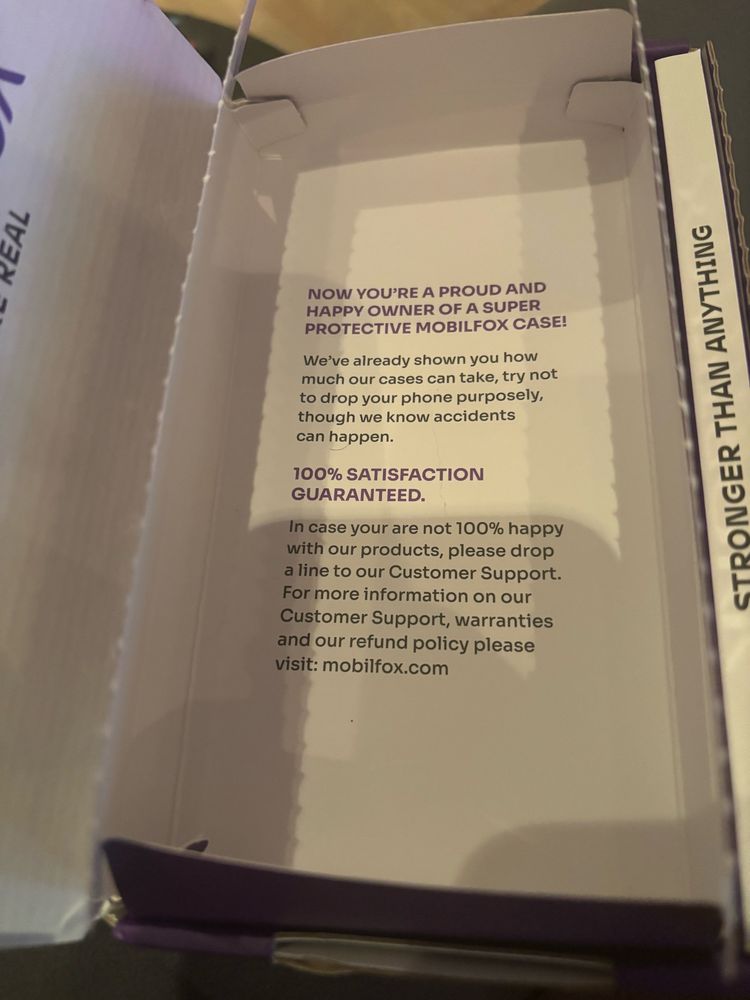 NOW YOU'RE A PROUD AND
HAPPY OWNER OF A SUPER
PROTECTIVE MOBILFOX CASE!
We've already shown you how
much our cases can take, try not
to drop your phone purposely,
though we know accidents
can happen.
100% SATISFACTION
GUARANTEED.
In case your are not 100% happy
with our products, please drop
a line to our Customer Support.
For more information on our
Customer Support, warranties
and our refund policy please
visit: mobilfox.com
STRONGER THAN ANYTHING
REAL